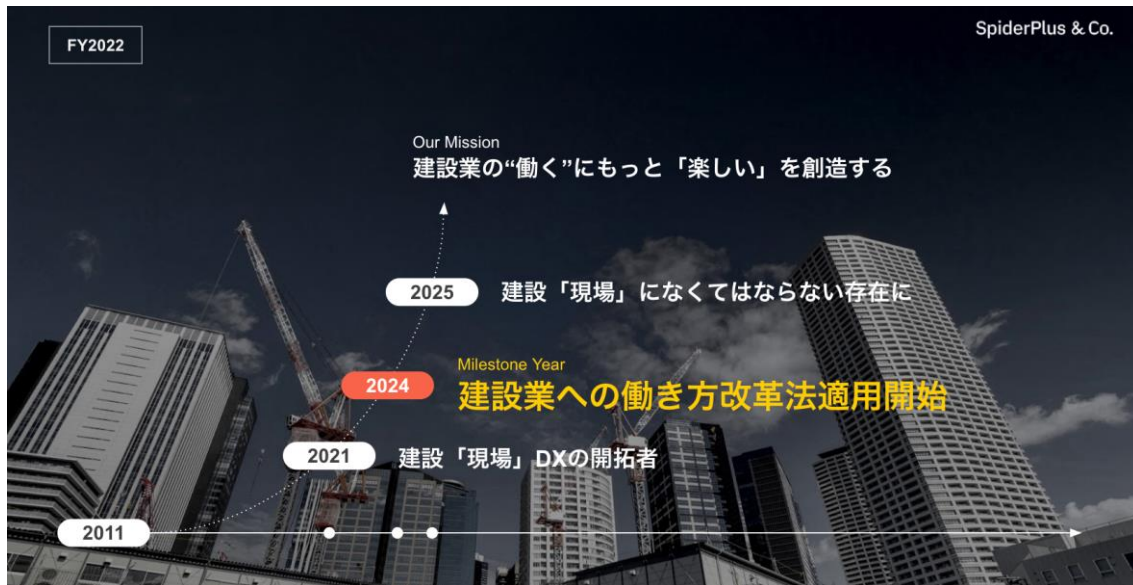 FY2022
SpiderPlus & Co.
Our Mission
建設業の“働く”にもっと「楽しい」を創造する
2025 建設「現場」になくてはならない存在に
Milestone Year
2024 建設業への働き方改革法適用開始
2021 建設「現場」DXの開拓者
2011